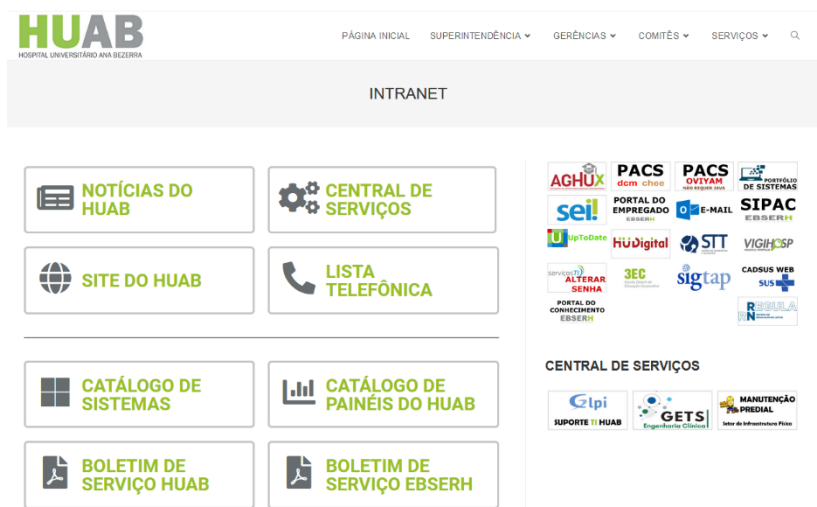 HUAB
HOSPITAL UNIVERSITÁRIO ANA BEZERRA
PÁGINA INICIAL SUPERINTENDÊNCIA GERÊNCIAS COMITÊS SERVIÇOS
INTRANET
NOTÍCIAS DO
HUAB
CENTRAL DE
SERVIÇOS
SITE DO HUAB
LISTA
TELEFÔNICA
CATÁLOGO DE
SISTEMAS
CATÁLOGO DE
PAINÉIS DO HUAB
BOLETIM DE
SERVIÇO HUAB
BOLETIM DE
SERVIÇO EBSERH
AGHUX
PACS
dcm chee
PACS
OVIYAM
NÃO REQUER JAVA
PORTFÓLIO
DE SISTEMAS
sei!
PORTAL DO
EMPREGADO
EBSERH
E-MAIL
SIPAC
EBSERH
UpToDate
HUDigital
STT
VIGIHOSP
serviçosTI
ALTERAR
SENHA
3EC
sigtap
CADSUS WEB
SUS
PORTAL DO
CONHECIMENTO
EBSERH
REGULA
RN
CENTRAL DE SERVIÇOS
Glpi
SUPORTE TI HUAB
GETS
Engenharia Clínica
MANUTENÇÃO
PREDIAL
Setor de Infraestrutura Física